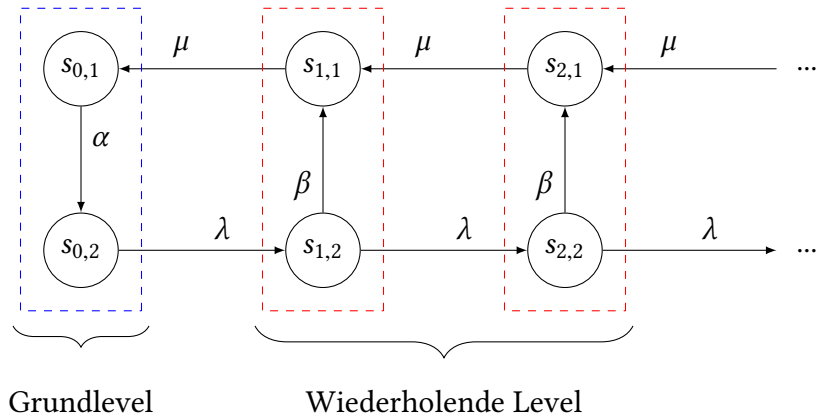 μ μ μ
s0,1 s1,1 s2,1 ...
α
β β
λ λ λ
s0,2 s1,2 s2,2 ...
Grundlevel Wiederholende Level